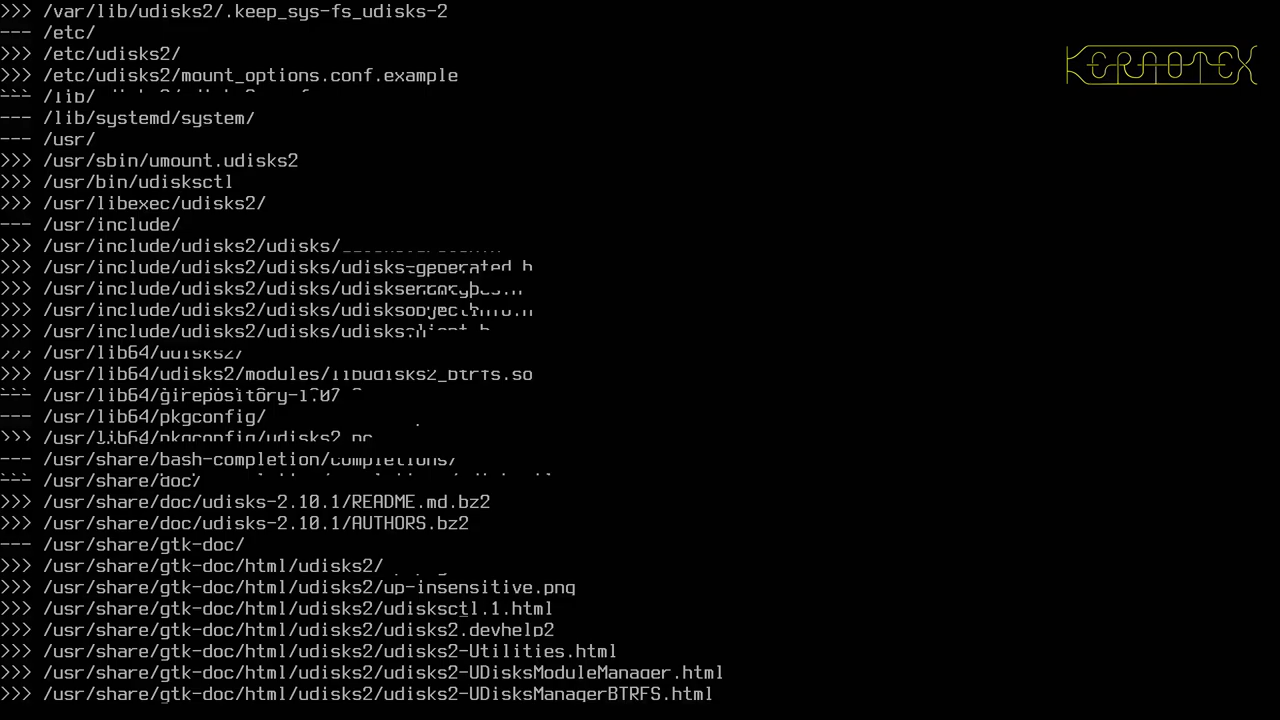 >>> /var/lib/udisks2/.keep_sys-fs_udisks-2
--- /etc/
>>> /etc/udisks2/
>>> /etc/udisks2/mount_options.conf.example
--- /lib/
--- /lib/systemd/system/
--- /usr/
>>> /usr/sbin/umount.udisks2
>>> /usr/bin/udisksctl
>>> /usr/libexec/udisks2/
--- /usr/include/
>>> /usr/include/udisks2/udisks/
>>> /usr/include/udisks2/udisks/udisks-generated.h
>>> /usr/include/udisks2/udisks/udisksenumtypes.h
>>> /usr/include/udisks2/udisks/udisksobjectinfo.h
>>> /usr/include/udisks2/udisks/udisksclient.h
>>> /usr/lib64/udisks2/
>>> /usr/lib64/udisks2/modules/libudisks2_btrfs.so
--- /usr/lib64/girepository-1.0/
--- /usr/lib64/pkgconfig/
>>> /usr/lib64/pkgconfig/udisks2.pc
--- /usr/share/bash-completion/completions/
--- /usr/share/doc/
>>> /usr/share/doc/udisks-2.10.1/README.md.bz2
>>> /usr/share/doc/udisks-2.10.1/AUTHORS.bz2
--- /usr/share/gtk-doc/
>>> /usr/share/gtk-doc/html/udisks2/
>>> /usr/share/gtk-doc/html/udisks2/up-insensitive.png
>>> /usr/share/gtk-doc/html/udisks2/udisksctl.1.html
>>> /usr/share/gtk-doc/html/udisks2/udisks2.devhelp2
>>> /usr/share/gtk-doc/html/udisks2/udisks2-Utilities.html
>>> /usr/share/gtk-doc/html/udisks2/udisks2-UDisksModuleManager.html
>>> /usr/share/gtk-doc/html/udisks2/udisks2-UDisksManagerBTRFS.html
KERNOTEX